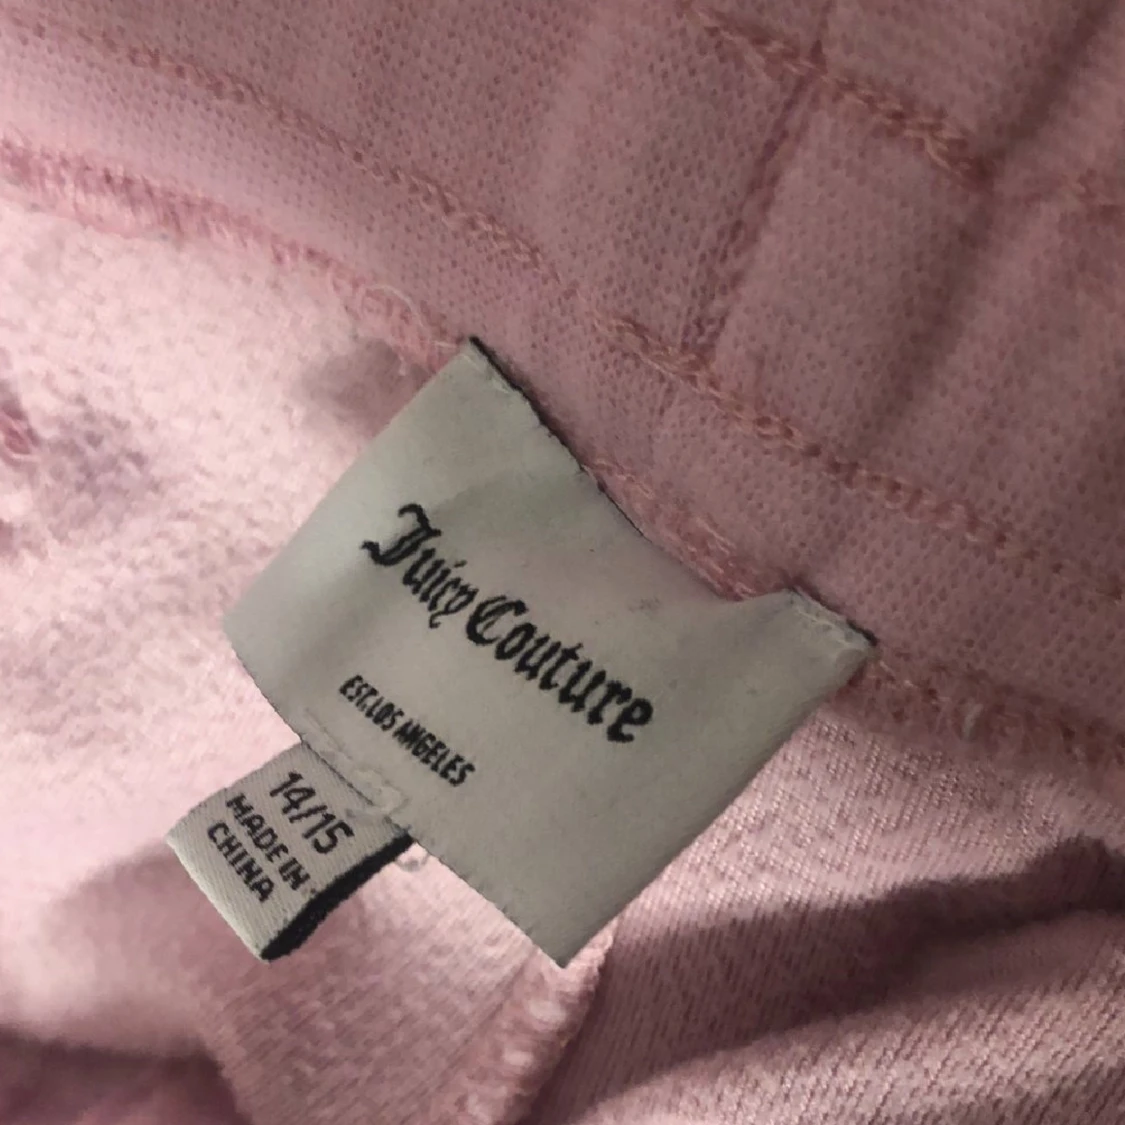 Juicy Couture
EST. LOS ANGELES
14/15
MADE IN
CHINA